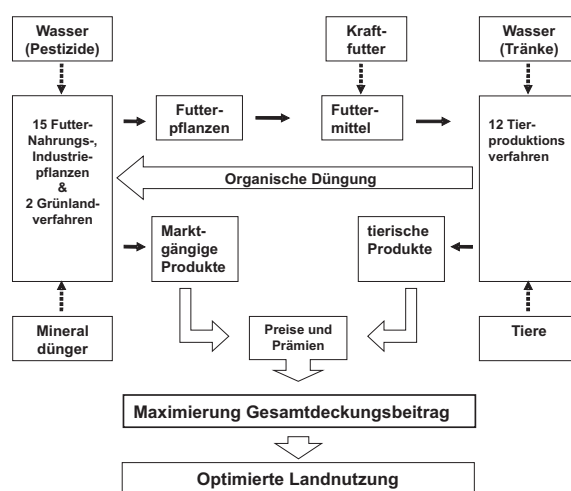 Wasser
(Pestizide)
Kraft-
futter
Wasser
(Tränke)
15 Futter-
Nahrungs-,
Industrie-
pflanzen
&
2 Grünland-
verfahren
Futter-
pflanzen
Futter-
mittel
12 Tier-
produktions
verfahren
Organische Düngung
Markt-
gängige
Produkte
tierische
Produkte
Mineral
dünger
Preise und
Prämien
Tiere
Maximierung Gesamtdeckungsbeitrag
Optimierte Landnutzung